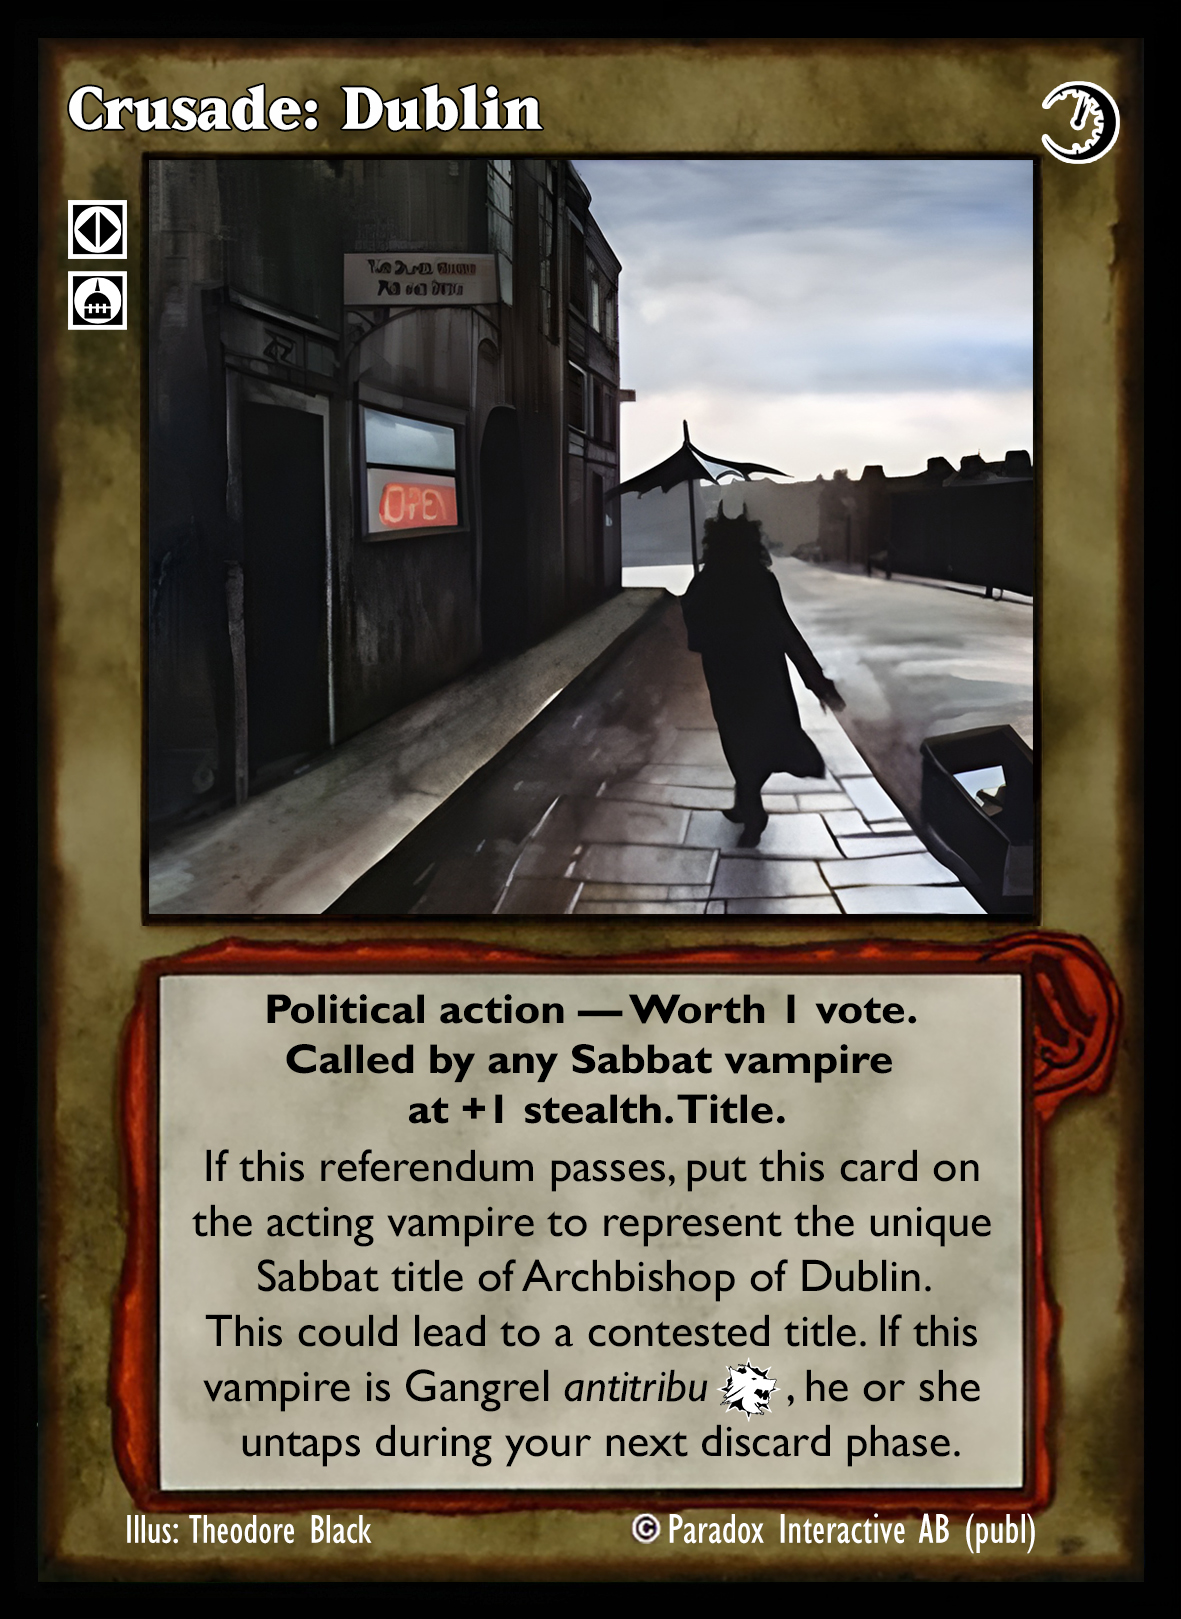 Crusade: Dublin
OPEN
Political action — Worth 1 vote.
Called by any Sabbat vampire
at +1 stealth. Title.
If this referendum passes, put this card on
the acting vampire to represent the unique
Sabbat title of Archbishop of Dublin.
This could lead to a contested title. If this
vampire is Gangrel antitribu , he or she
untaps during your next discard phase.
Illus: Theodore Black
© Paradox Interactive AB (publ)